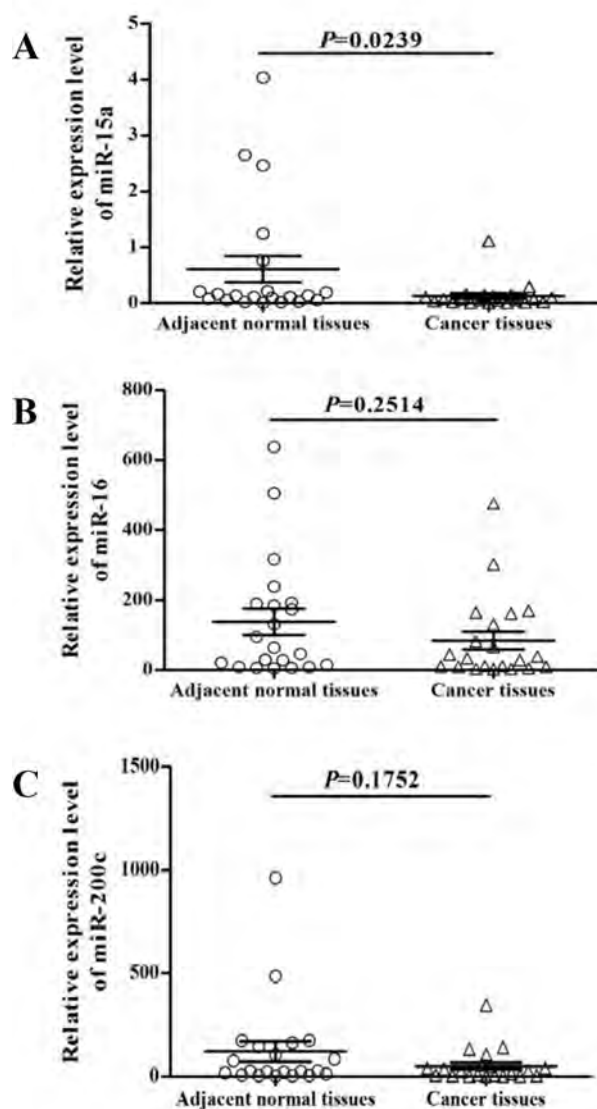 A
Relative expression level
of miR-15a
5
4
3
2
1
0
P=0.0239
Adjacent normal tissues
Cancer tissues
B
Relative expression level
of miR-16
800
600
400
200
0
P=0.2514
Adjacent normal tissues
Cancer tissues
C
Relative expression level
of miR-200c
1500
1000
500
0
P=0.1752
Adjacent normal tissues
Cancer tissues